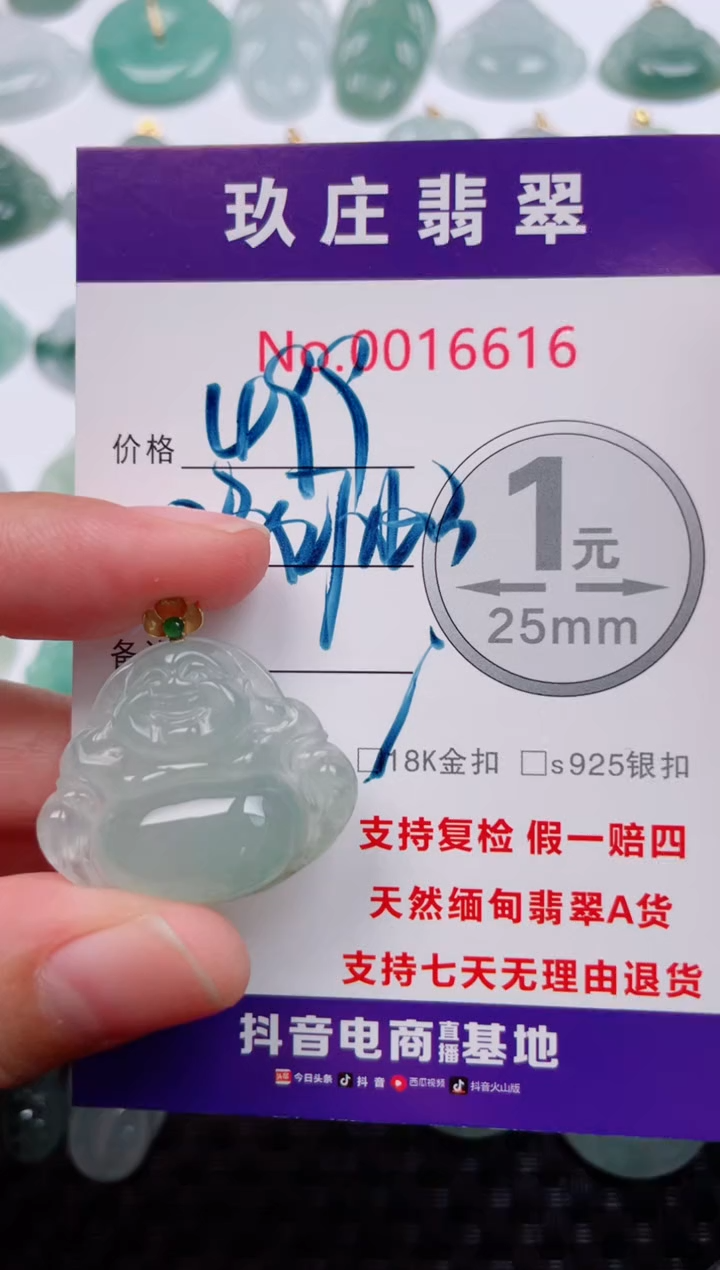 玖庄翡翠
No.0016616
价格
1元
25mm
备
□18K金扣 □s925银扣
支持复检 假一赔四
天然缅甸翡翠A货
支持七天无理由退货
抖音电商直播基地
今日头条 抖音 西瓜视频 抖音火山版